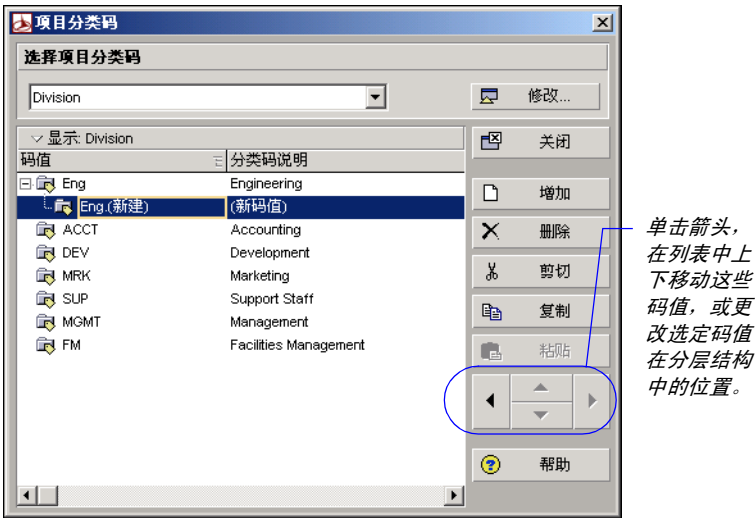 项目分类码
选择项目分类码
Division
修改...
显示: Division
码值 分类码说明
Eng Engineering
Eng.(新建) (新码值)
ACCT Accounting
DEV Development
MRK Marketing
SUP Support Staff
MGMT Management
FM Facilities Management
关闭
增加
删除
剪切
复制
粘贴
帮助
单击箭头，
在列表中上
下移动这些
码值，或更
改选定码值
在分层结构
中的位置。